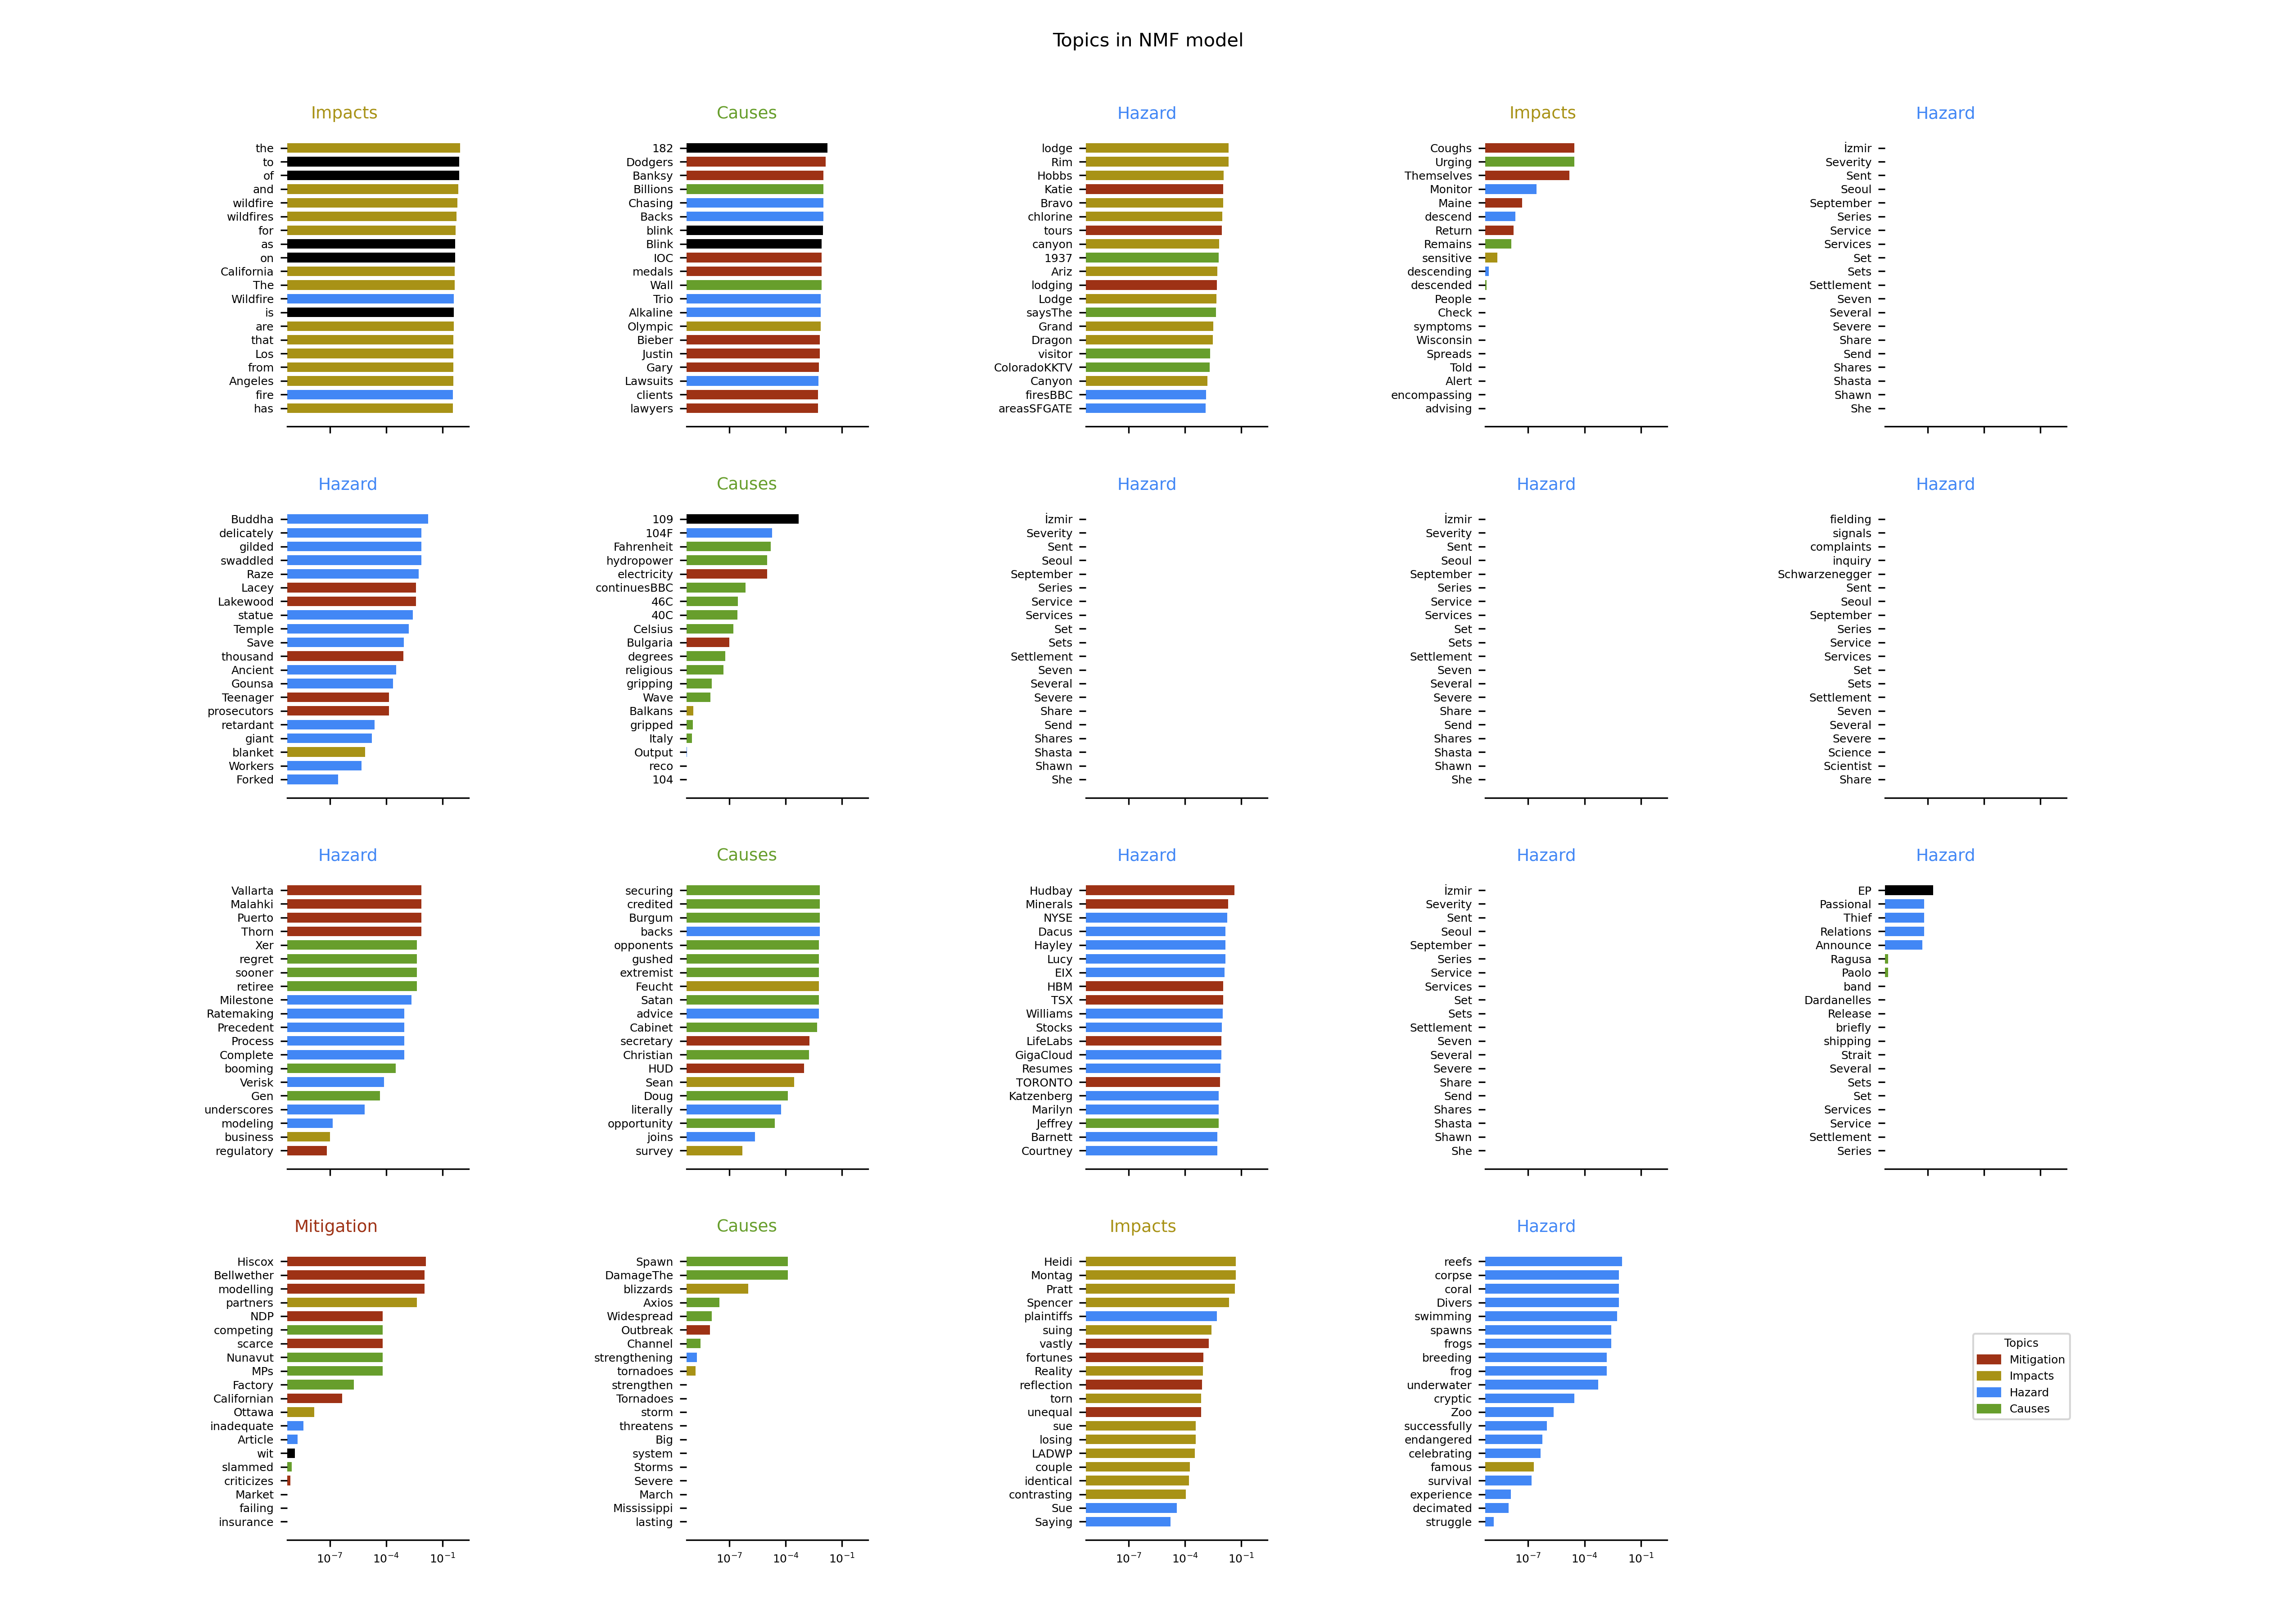 Topics in NMF model
Impacts
the
to
of
and
wildfire
wildfires
for
as
on
California
The
Wildfire
is
are
that
Los
from
Angeles
fire
has
Causes
182
Dodgers
Banksy
Billions
Chasing
Backs
blink
Blink
IOC
medals
Wall
Trio
Alkaline
Olympic
Bieber
Justin
Gary
Lawsuits
clients
lawyers
Hazard
lodge
Rim
Hobbs
Katie
Bravo
chlorine
tours
canyon
1937
Ariz
lodging
Lodge
saysThe
Grand
Dragon
visitor
ColoradoKKTV
Canyon
firesBBC
areasSFGATE
Impacts
Coughs
Urging
Themselves
Monitor
Maine
descend
Return
Remains
sensitive
descending
descended
People
Check
symptoms
Wisconsin
Spreads
Told
Alert
encompassing
advising
Hazard
İzmir
Severity
Sent
Seoul
September
Series
Service
Services
Set
Sets
Settlement
Seven
Several
Severe
Share
Send
Shares
Shasta
Shawn
She
Hazard
Buddha
delicately
gilded
swaddled
Raze
Lacey
Lakewood
statue
Temple
Save
thousand
Ancient
Gounsa
Teenager
prosecutors
retardant
giant
blanket
Workers
Forked
Causes
109
104F
Fahrenheit
hydropower
electricity
continuesBBC
46C
40C
Celsius
Bulgaria
degrees
religious
gripping
Wave
Balkans
gripped
Italy
Output
reco
104
Hazard
İzmir
Severity
Sent
Seoul
September
Series
Service
Services
Set
Sets
Settlement
Seven
Several
Severe
Share
Send
Shares
Shasta
Shawn
She
Hazard
İzmir
Severity
Sent
Seoul
September
Series
Service
Services
Set
Sets
Settlement
Seven
Several
Severe
Share
Send
Shares
Shasta
Shawn
She
Hazard
fielding
signals
complaints
inquiry
Schwarzenegger
Sent
Seoul
September
Series
Service
Services
Set
Sets
Settlement
Seven
Several
Severe
Science
Scientist
Share
Hazard
Vallarta
Malahki
Puerto
Thorn
Xer
regret
sooner
retiree
Milestone
Ratemaking
Precedent
Process
Complete
booming
Verisk
Gen
underscores
modeling
business
regulatory
Causes
securing
credited
Burgum
backs
opponents
gushed
extremist
Feucht
Satan
advice
Cabinet
secretary
Christian
HUD
Sean
Doug
literally
opportunity
joins
survey
Hazard
Hudbay
Minerals
NYSE
Dacus
Hayley
Lucy
EIX
HBM
TSX
Williams
Stocks
LifeLabs
GigaCloud
Resumes
TORONTO
Katzenberg
Marilyn
Jeffrey
Barnett
Courtney
Hazard
İzmir
Severity
Sent
Seoul
September
Series
Service
Services
Set
Sets
Settlement
Seven
Several
Severe
Share
Send
Shares
Shasta
Shawn
She
Hazard
EP
Passional
Thief
Relations
Announce
Ragusa
Paolo
band
Dardanelles
Release
briefly
shipping
Strait
Several
Sets
Set
Services
Service
Settlement
Series
Mitigation
Hiscox
Bellwether
modelling
partners
NDP
competing
scarce
Nunavut
MPs
Factory
Californian
Ottawa
inadequate
Article
wit
slammed
criticizes
Market
failing
insurance
10⁻⁷ 10⁻⁴ 10⁻¹
Causes
Spawn
DamageThe
blizzards
Axios
Widespread
Outbreak
Channel
strengthening
tornadoes
strengthen
Tornadoes
storm
threatens
Big
system
Storms
Severe
March
Mississippi
lasting
10⁻⁷ 10⁻⁴ 10⁻¹
Impacts
Heidi
Montag
Pratt
Spencer
plaintiffs
suing
vastly
fortunes
Reality
reflection
torn
unequal
sue
losing
LADWP
couple
identical
contrasting
Sue
Saying
10⁻⁷ 10⁻⁴ 10⁻¹
Hazard
reefs
corpse
coral
Divers
swimming
spawns
frogs
breeding
frog
underwater
cryptic
Zoo
successfully
endangered
celebrating
famous
survival
experience
decimated
struggle
10⁻⁷ 10⁻⁴ 10⁻¹
Topics
Mitigation
Impacts
Hazard
Causes